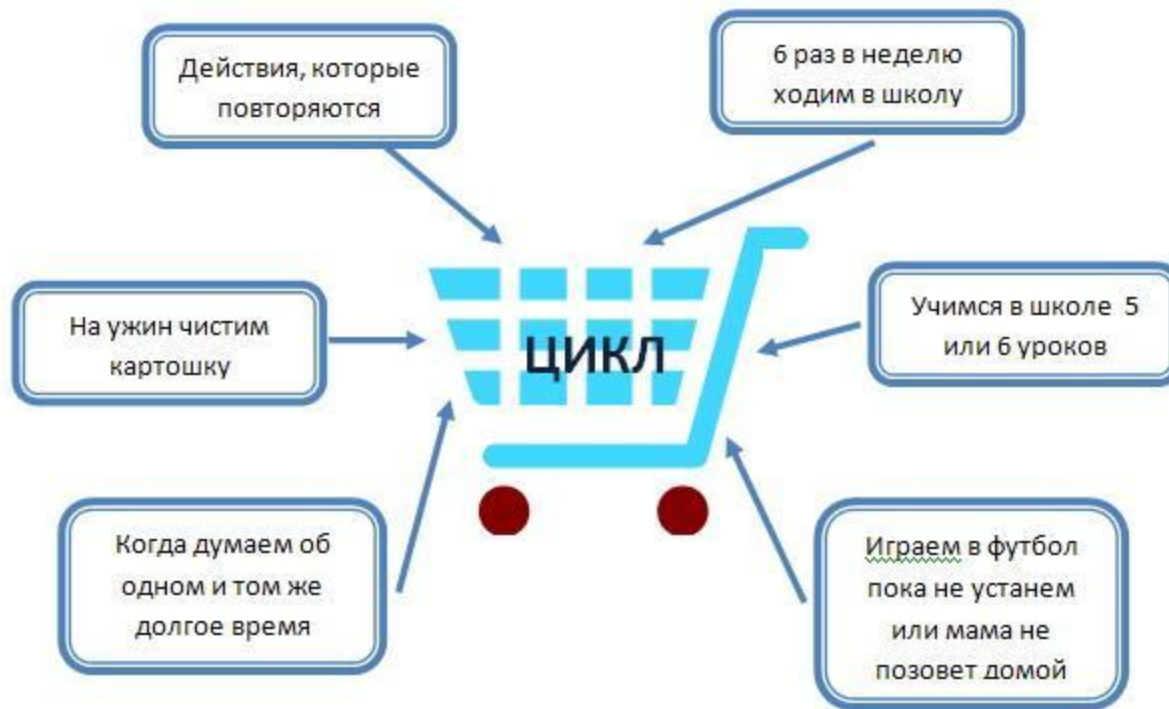 Действия, которые
повторяются
6 раз в неделю
ходим в школу
На ужин чистим
картошку
ЦИКЛ
Учимся в школе 5
или 6 уроков
Когда думаем об
одном и том же
долгое время
Играем в футбол
пока не устанем
или мама не
позовет домой